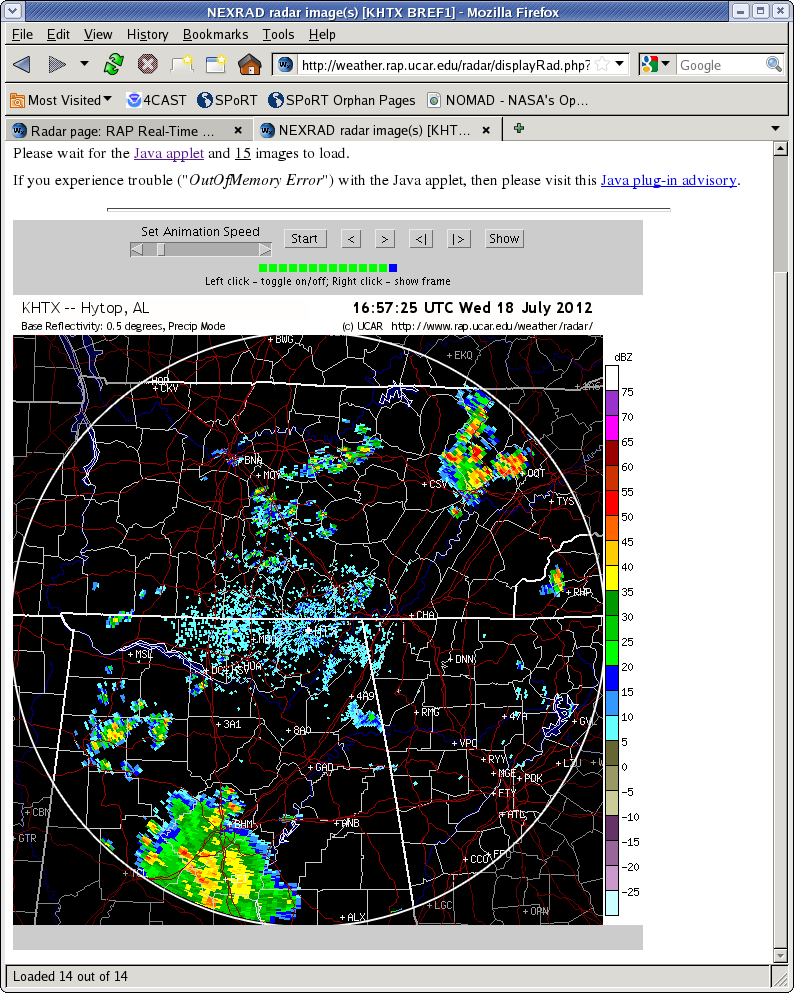 NEXRAD radar image(s) [KHTX BREF1] - Mozilla Firefox
File Edit View History Bookmarks Tools Help
http://weather.rap.ucar.edu/radar/displayRad.php? Google
Most Visited 4CAST SPoRT SPoRT Orphan Pages NOMAD - NASA's Op...
Radar page: RAP Real-Time ... NEXRAD radar image(s) [KHT...
Please wait for the Java applet and 15 images to load.
If you experience trouble ("OutOfMemory Error") with the Java applet, then please visit this Java plug-in advisory.
Set Animation Speed
Start < > <| |> Show
Left click - toggle on/off; Right click - show frame
KHTX -- Hytop, AL 16:57:25 UTC Wed 18 July 2012
Base Reflectivity: 0.5 degrees, Precip Mode (c) UCAR http://www.rap.ucar.edu/weather/radar/
dBZ
75
70
65
60
55
50
45
40
35
30
25
20
15
10
5
0
-5
-10
-15
-20
-25
BWG
EKQ
HOP
CKV
BNA
MQY
CSV
OQT
TYS
RHP
CHA
MSL
HUA
DNN
4A9
3A1
8A0
RMG
47A
VPC
GAD
RYY
MGE
PDK
FTY
ATL
CBM
GTR
BHM
ANB
CCO
FFC
TCL
LGC
ALX
OPN
Loaded 14 out of 14